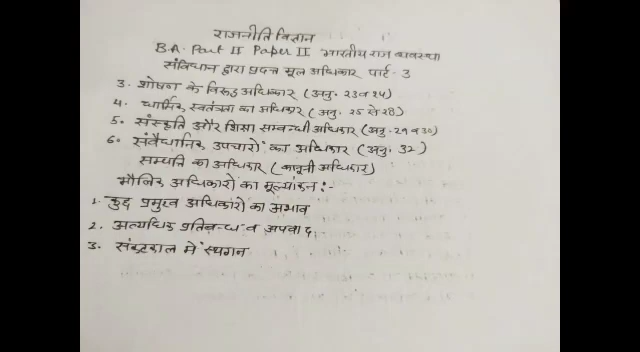 राजनीति विज्ञान
B.A. Part II Paper II भारतीय राज व्यवस्था
संविधान द्वारा प्रदत्त मूल अधिकार पार्ट - 3
3. शोषण के विरुद्ध अधिकार (अनु. 23 व 24)
4. धार्मिक स्वतंत्रता का अधिकार (अनु. 25 से 28)
5. संस्कृति और शिक्षा सम्बन्धी अधिकार (अनु. 29 व 30)
6. संवैधानिक उपचारों का अधिकार (अनु. 32)
सम्पति का अधिकार (कानूनी अधिकार)
मौलिक अधिकारों का मूल्यांकन :-
1. कुछ प्रमुख अधिकारों का अभाव
2. अत्यधिक प्रतिबन्ध व अपवाद
3. संकटकाल में स्थगन